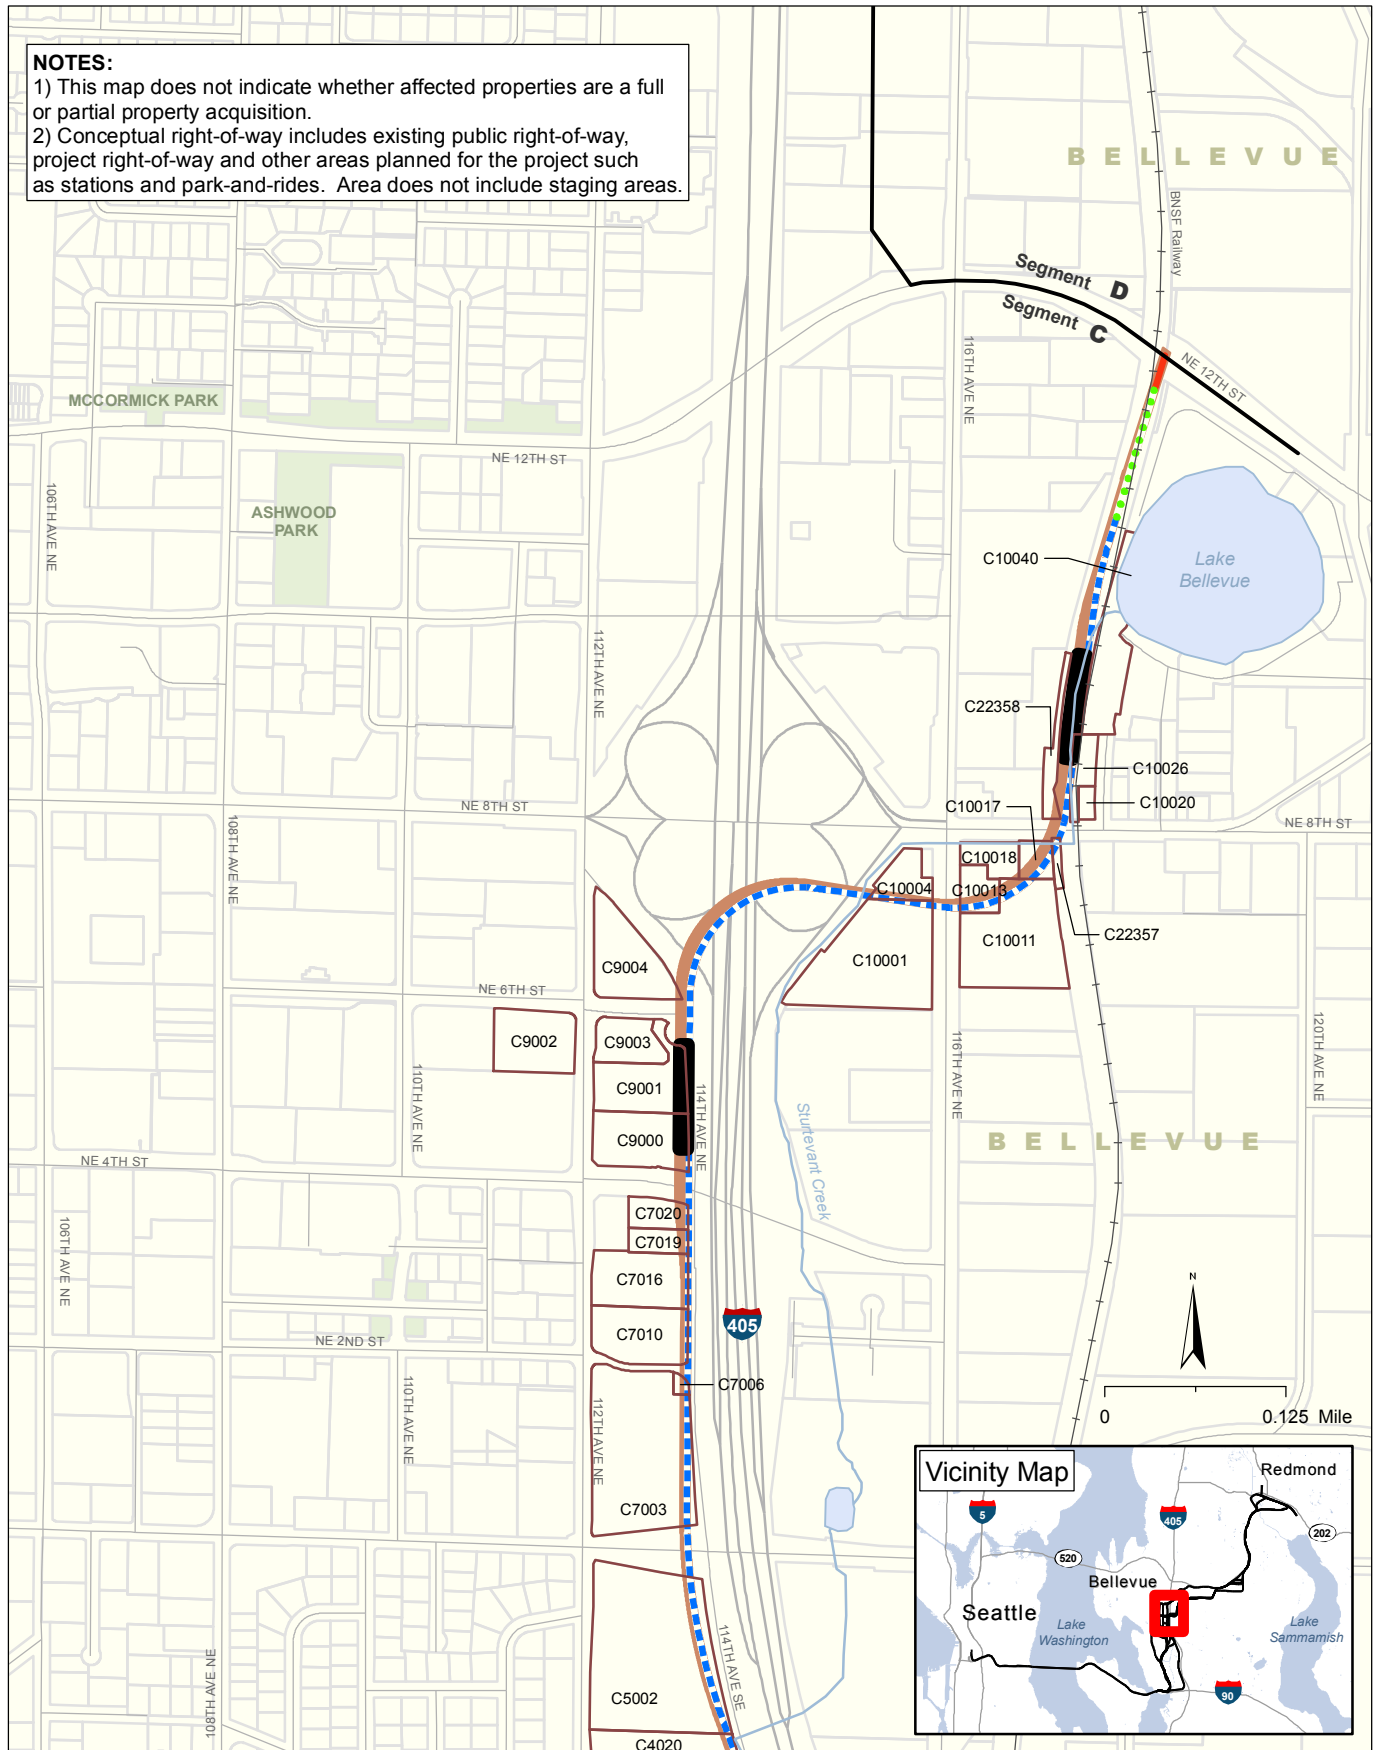 NOTES:
1) This map does not indicate whether affected properties are a full
or partial property acquisition.
2) Conceptual right-of-way includes existing public right-of-way,
project right-of-way and other areas planned for the project such
as stations and park-and-rides.  Area does not include staging areas.
BELLEVUE
BNSF Railway
Segment D
Segment C
116TH AVE NE
NE 12TH ST
MCCORMICK PARK
NE 12TH ST
106TH AVE NE
ASHWOOD
PARK
C10040
Lake
Bellevue
112TH AVE NE
C22358
C10026
C10017
C10020
NE 8TH ST
NE 8TH ST
108TH AVE NE
C10018
C10004
C10013
C22357
C10011
C10001
C9004
NE 6TH ST
C9002
C9003
110TH AVE NE
C9001
114TH AVE NE
116TH AVE NE
120TH AVE NE
C9000
Sturtevant Creek
BELLEVUE
NE 4TH ST
C7020
C7019
106TH AVE NE
C7016
N
405
C7010
NE 2ND ST
C7006
110TH AVE NE
112TH AVE NE
0
0.125 Mile
C7003
Vicinity Map
Redmond
5
405
202
520
Bellevue
Seattle
Lake
Washington
Lake
Sammamish
90
108TH AVE NE
114TH AVE SE
C5002
C4020